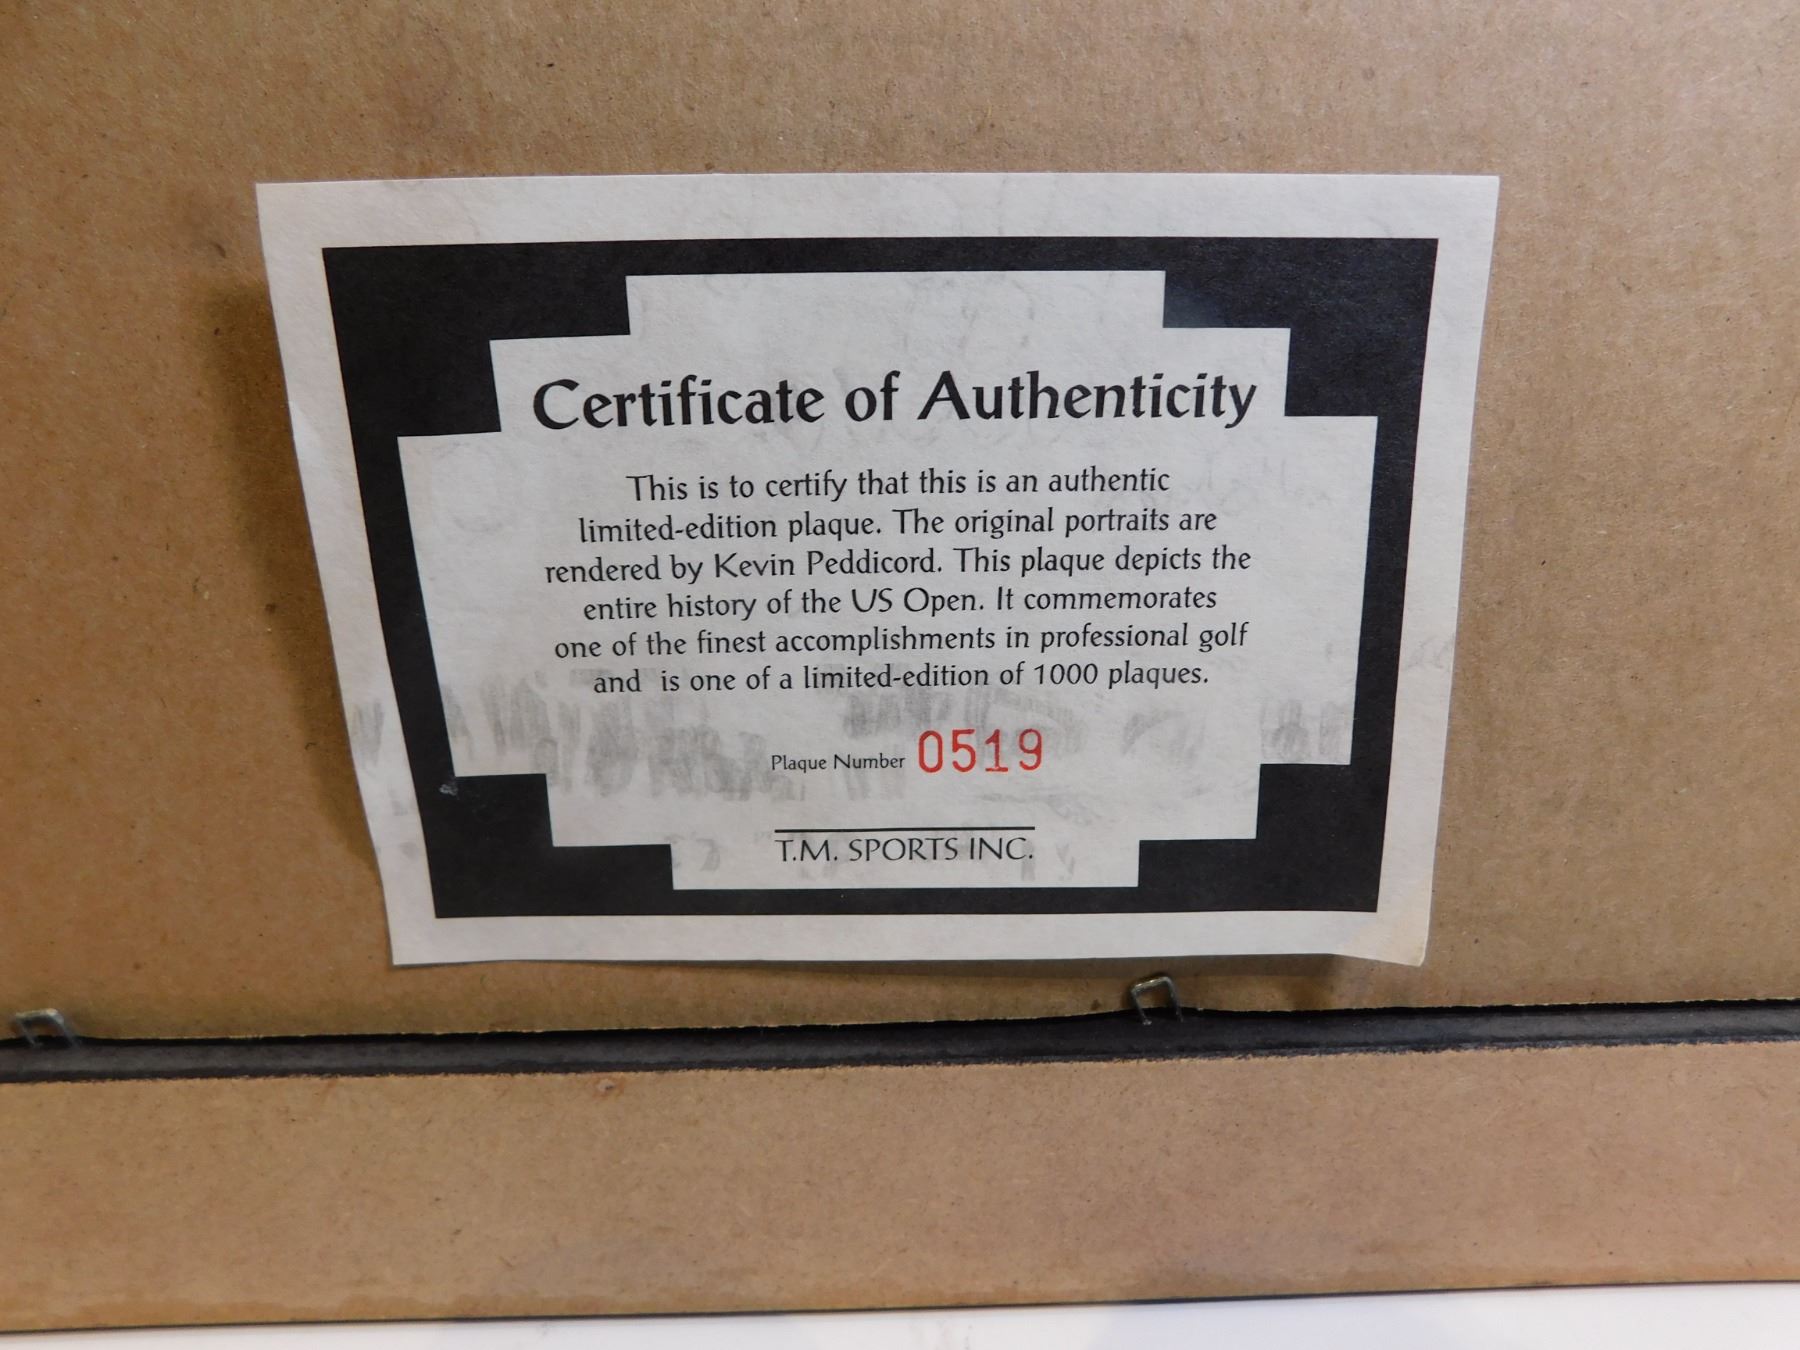 Certificate of Authenticity
This is to certify that this is an authentic
limited-edition plaque. The original portraits are
rendered by Kevin Peddicord. This plaque depicts the
entire history of the US Open. It commemorates
one of the finest accomplishments in professional golf
and is one of a limited-edition of 1000 plaques.
Plaque Number 0519
T.M. SPORTS INC.